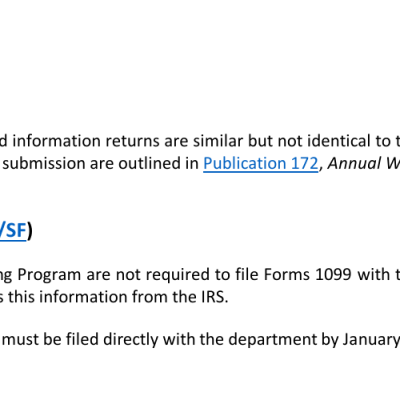 d information returns are similar but not identical to t
submission are outlined in Publication 172, Annual W
/SF)
ng Program are not required to file Forms 1099 with t
s this information from the IRS.
must be filed directly with the department by January